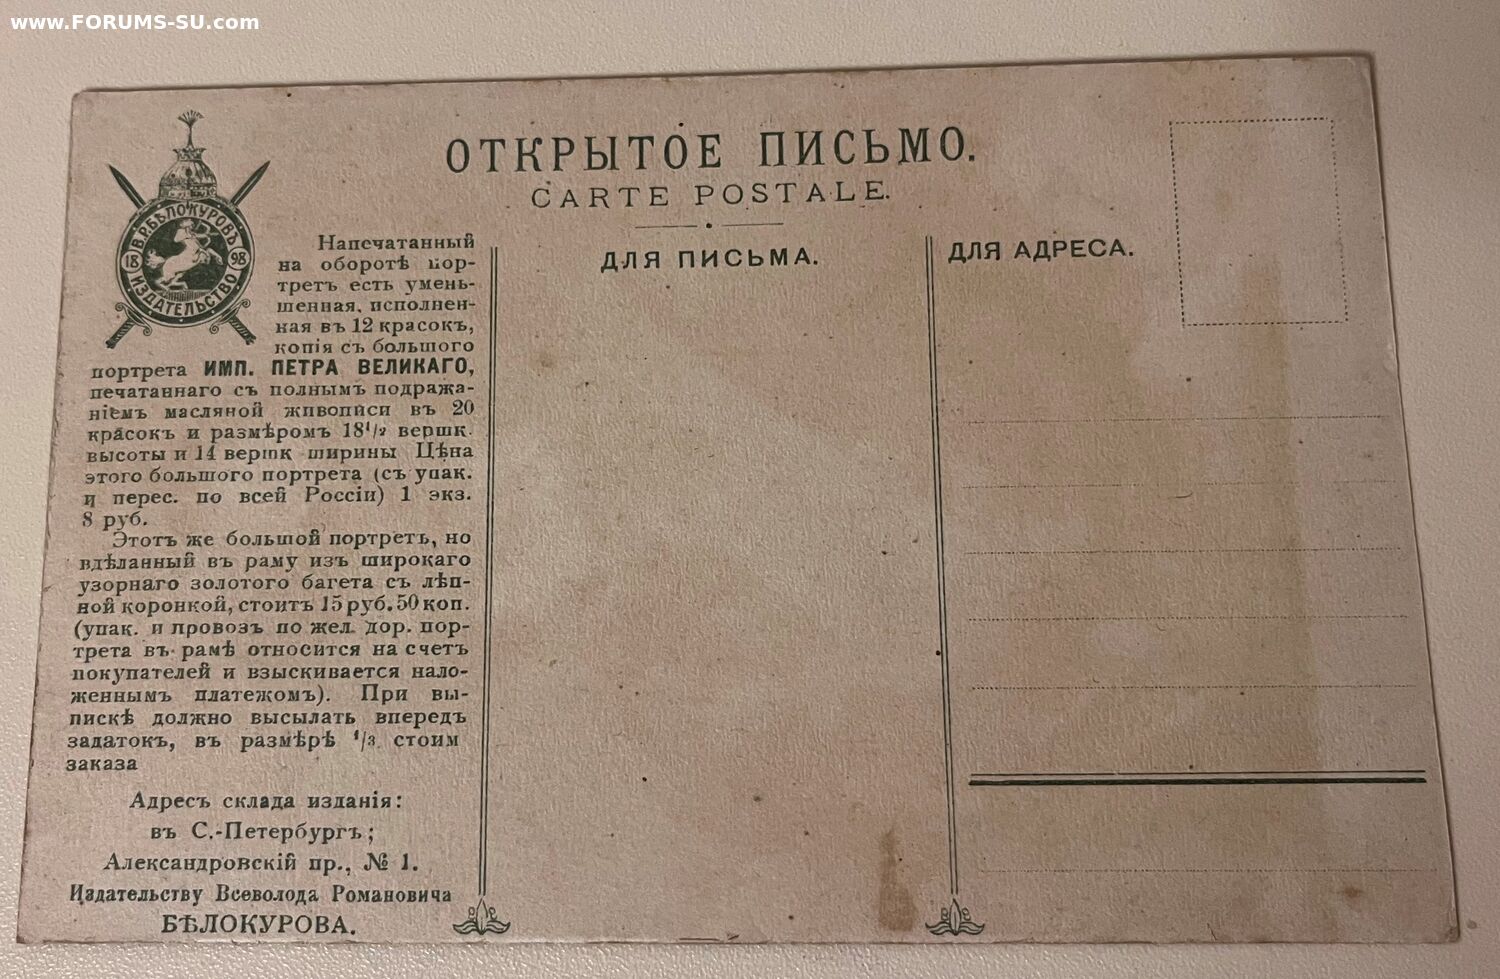 www.FORUMS-SU.com
ОТКРЫТОЕ ПИСЬМО.
CARTE POSTALE.
В.Р.БѢЛОКУРОВЪ
18 98
ИЗДАТЕЛЬСТВО
Напечатанный
на оборотѣ пор-
третъ есть умень-
шенная, исполнен-
ная въ 12 красокъ,
копія съ большого
портрета ИМП. ПЕТРА ВЕЛИКАГО,
печатаннаго съ полнымъ подража-
ніемъ масляной живописи въ 20
красокъ и размѣромъ 18 1/2 вершк.
высоты и 14 вершк ширины Цѣна
этого большого портрета (съ упак.
и перес. по всей Россіи) 1 экз.
8 руб.
Этотъ же большой портретъ, но
вдѣланный въ раму изъ широкаго
узорнаго золотого багета съ лѣп-
ной коронкой, стоитъ 15 руб. 50 коп.
(упак. и провозъ по жел. дор. пор-
трета въ рамѣ относится на счетъ
покупателей и взыскивается нало-
женнымъ платежомъ). При вы-
пискѣ должно высылать впередъ
задатокъ, въ размѣрѣ 1/3 стоим
заказа
Адресъ склада изданія:
въ С.-Петербургъ;
Александровскій пр., № 1.
Издательству Всеволода Романовича
БѢЛОКУРОВА.
ДЛЯ ПИСЬМА.
ДЛЯ АДРЕСА.